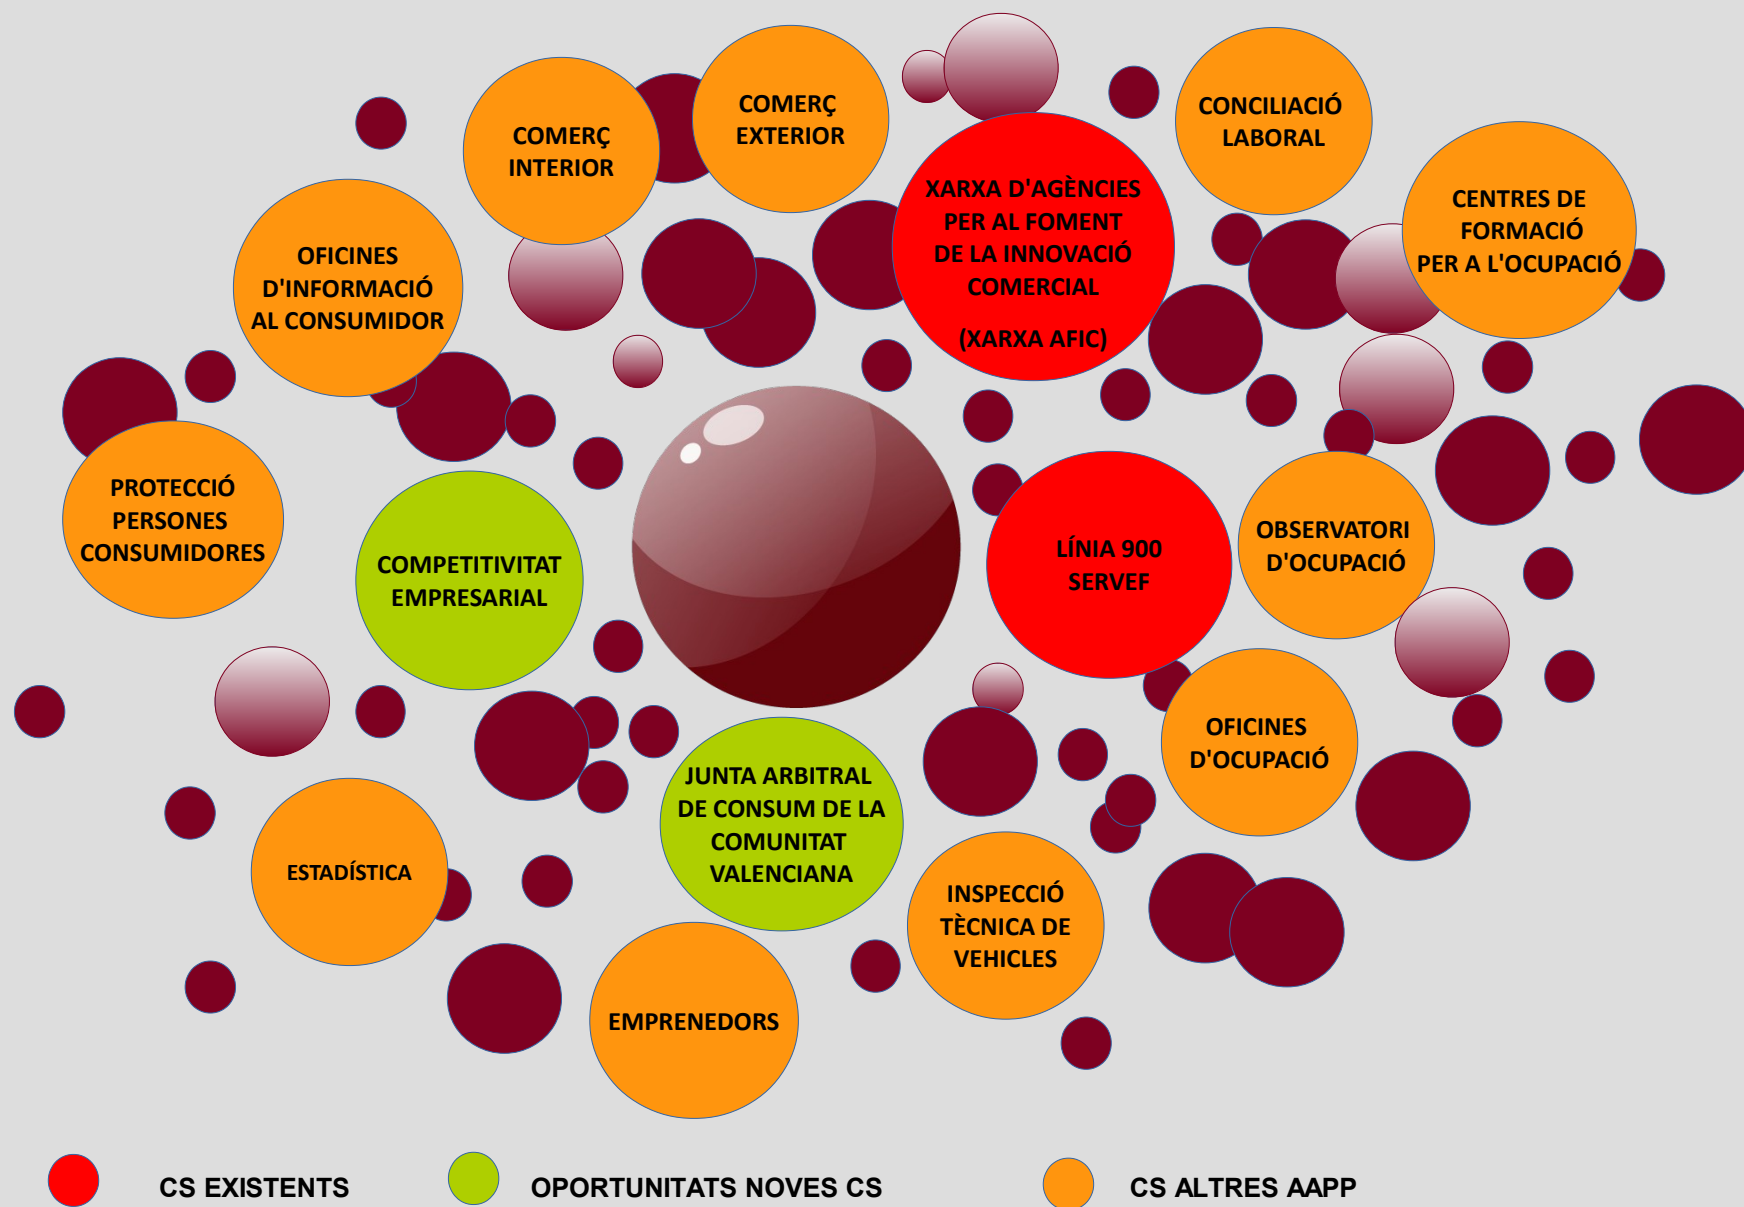 COMERÇ
INTERIOR
COMERÇ
EXTERIOR
XARXA D'AGÈNCIES
PER AL FOMENT
DE LA INNOVACIÓ
COMERCIAL
(XARXA AFIC)
CONCILIACIÓ
LABORAL
CENTRES DE
FORMACIÓ
PER A L'OCUPACIÓ
OFICINES
D'INFORMACIÓ
AL CONSUMIDOR
PROTECCIÓ
PERSONES
CONSUMIDORES
COMPETITIVITAT
EMPRESARIAL
LÍNIA 900
SERVEF
OBSERVATORI
D'OCUPACIÓ
OFICINES
D'OCUPACIÓ
JUNTA ARBITRAL
DE CONSUM DE LA
COMUNITAT
VALENCIANA
ESTADÍSTICA
INSPECCIÓ
TÈCNICA DE
VEHICLES
EMPRENEDORS
CS EXISTENTS
OPORTUNITATS NOVES CS
CS ALTRES AAPP